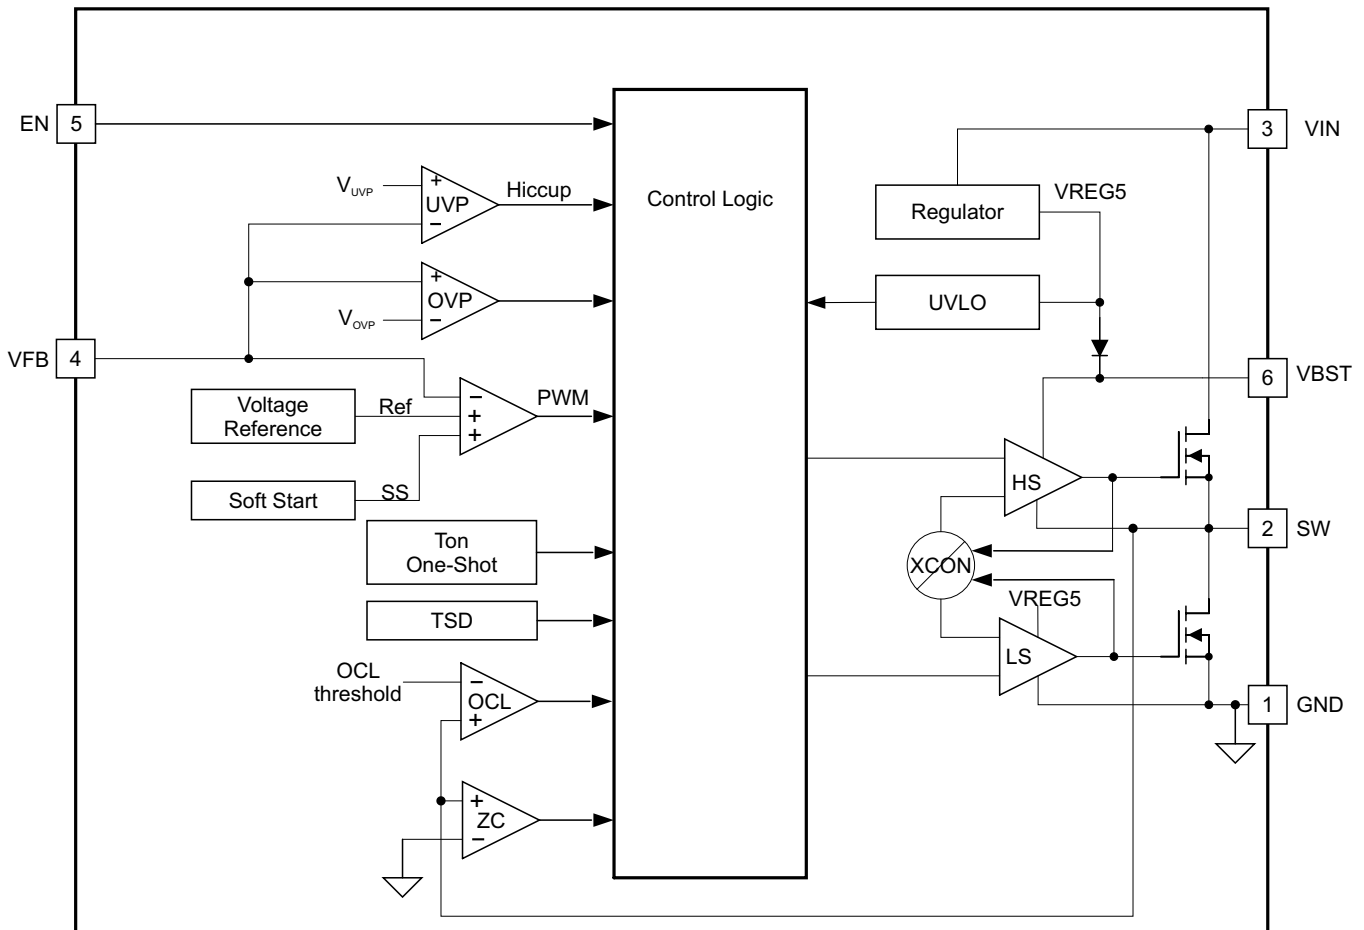 EN 5
VFB 4
3 VIN
6 VBST
2 SW
1 GND
Control Logic
V UVP
+
UVP
−
Hiccup
+
OVP
−
V OVP
Voltage
Reference
Ref
−
+
+
PWM
Soft Start
SS
Ton
One-Shot
TSD
OCL
threshold
−
OCL
+
+
ZC
−
Regulator
VREG5
UVLO
HS
XCON
VREG5
LS